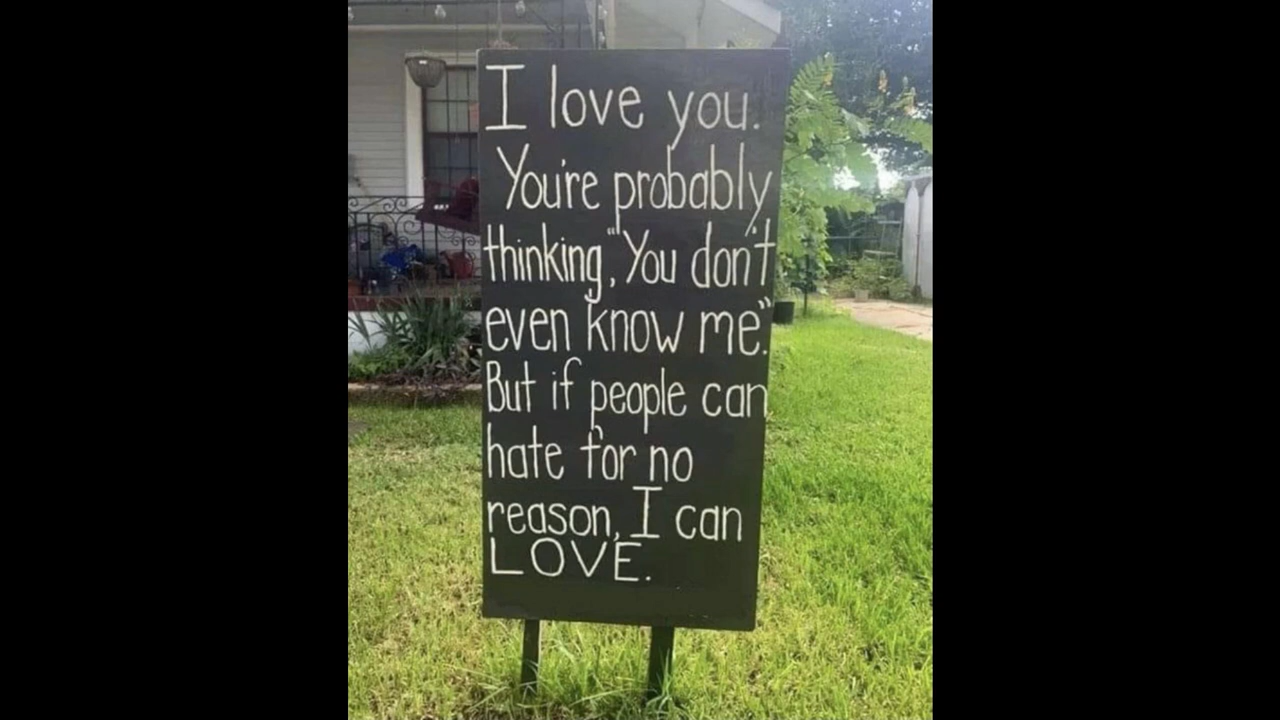 I love you.
You're probably
thinking, "You don't
even know me".
But if people can
hate for no
reason, I can
LOVE.